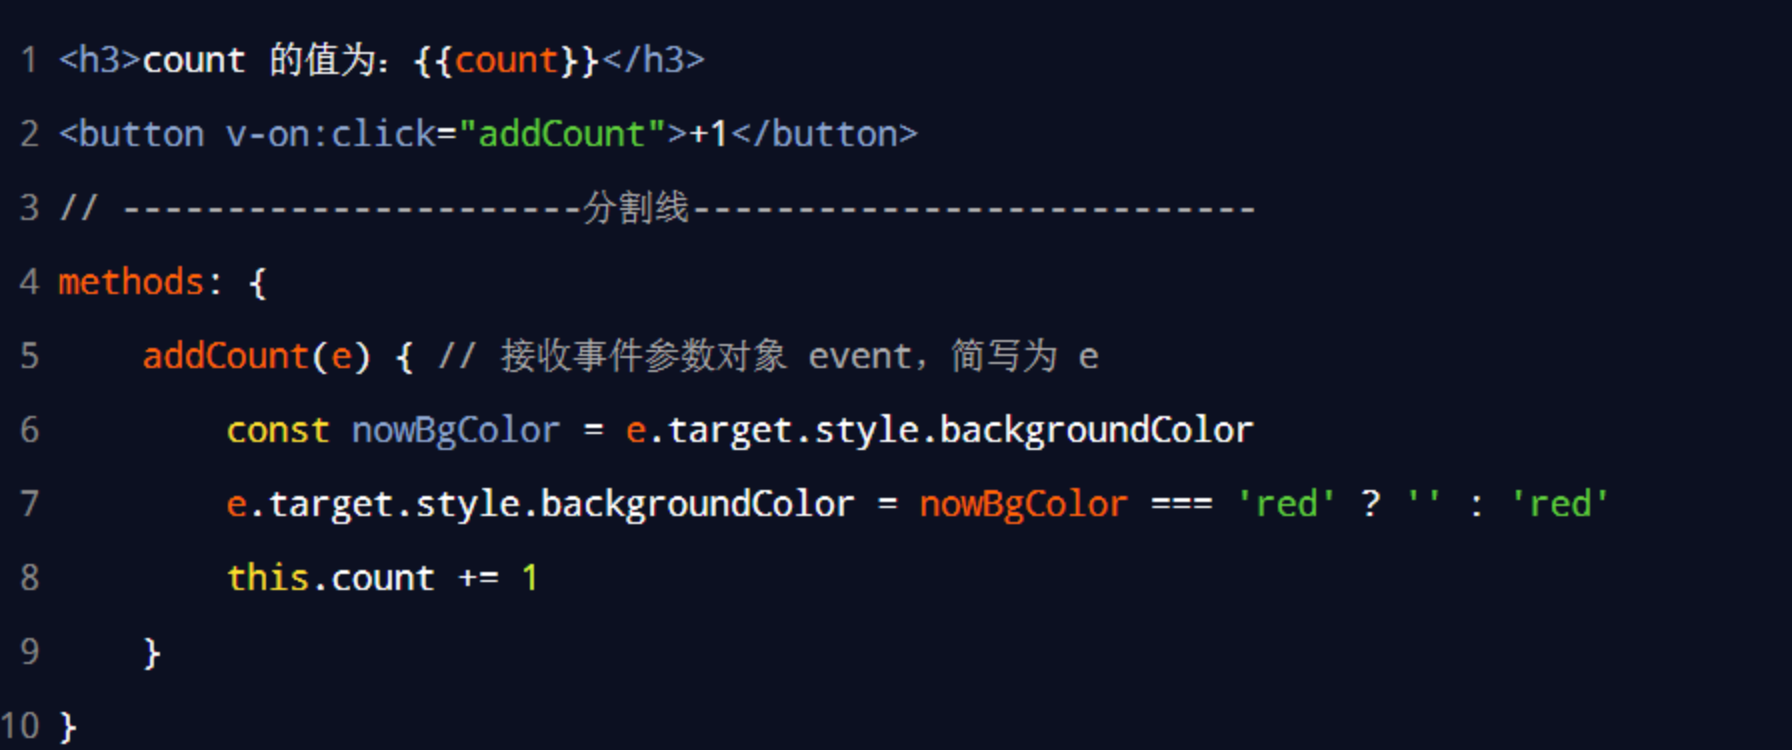 1 <h3>count 的值为：{{count}}</h3>
2 <button v-on:click="addCount">+1</button>
3 // ----------------------分割线---------------------------
4 methods: {
5     addCount(e) { // 接收事件参数对象 event，简写为 e
6         const nowBgColor = e.target.style.backgroundColor
7         e.target.style.backgroundColor = nowBgColor === 'red' ? '' : 'red'
8         this.count += 1
9     }
10 }